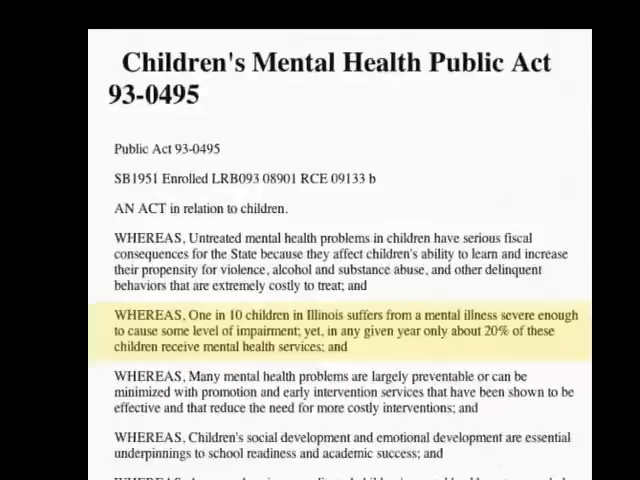 Children's Mental Health Public Act
93-0495
Public Act 93-0495
SB1951 Enrolled LRB093 08901 RCE 09133 b
AN ACT in relation to children.
WHEREAS, Untreated mental health problems in children have serious fiscal
consequences for the State because they affect children's ability to learn and increase
their propensity for violence, alcohol and substance abuse, and other delinquent
behaviors that are extremely costly to treat; and
WHEREAS, One in 10 children in Illinois suffers from a mental illness severe enough
to cause some level of impairment; yet, in any given year only about 20% of these
children receive mental health services; and
WHEREAS, Many mental health problems are largely preventable or can be
minimized with promotion and early intervention services that have been shown to be
effective and that reduce the need for more costly interventions; and
WHEREAS, Children's social development and emotional development are essential
underpinnings to school readiness and academic success; and